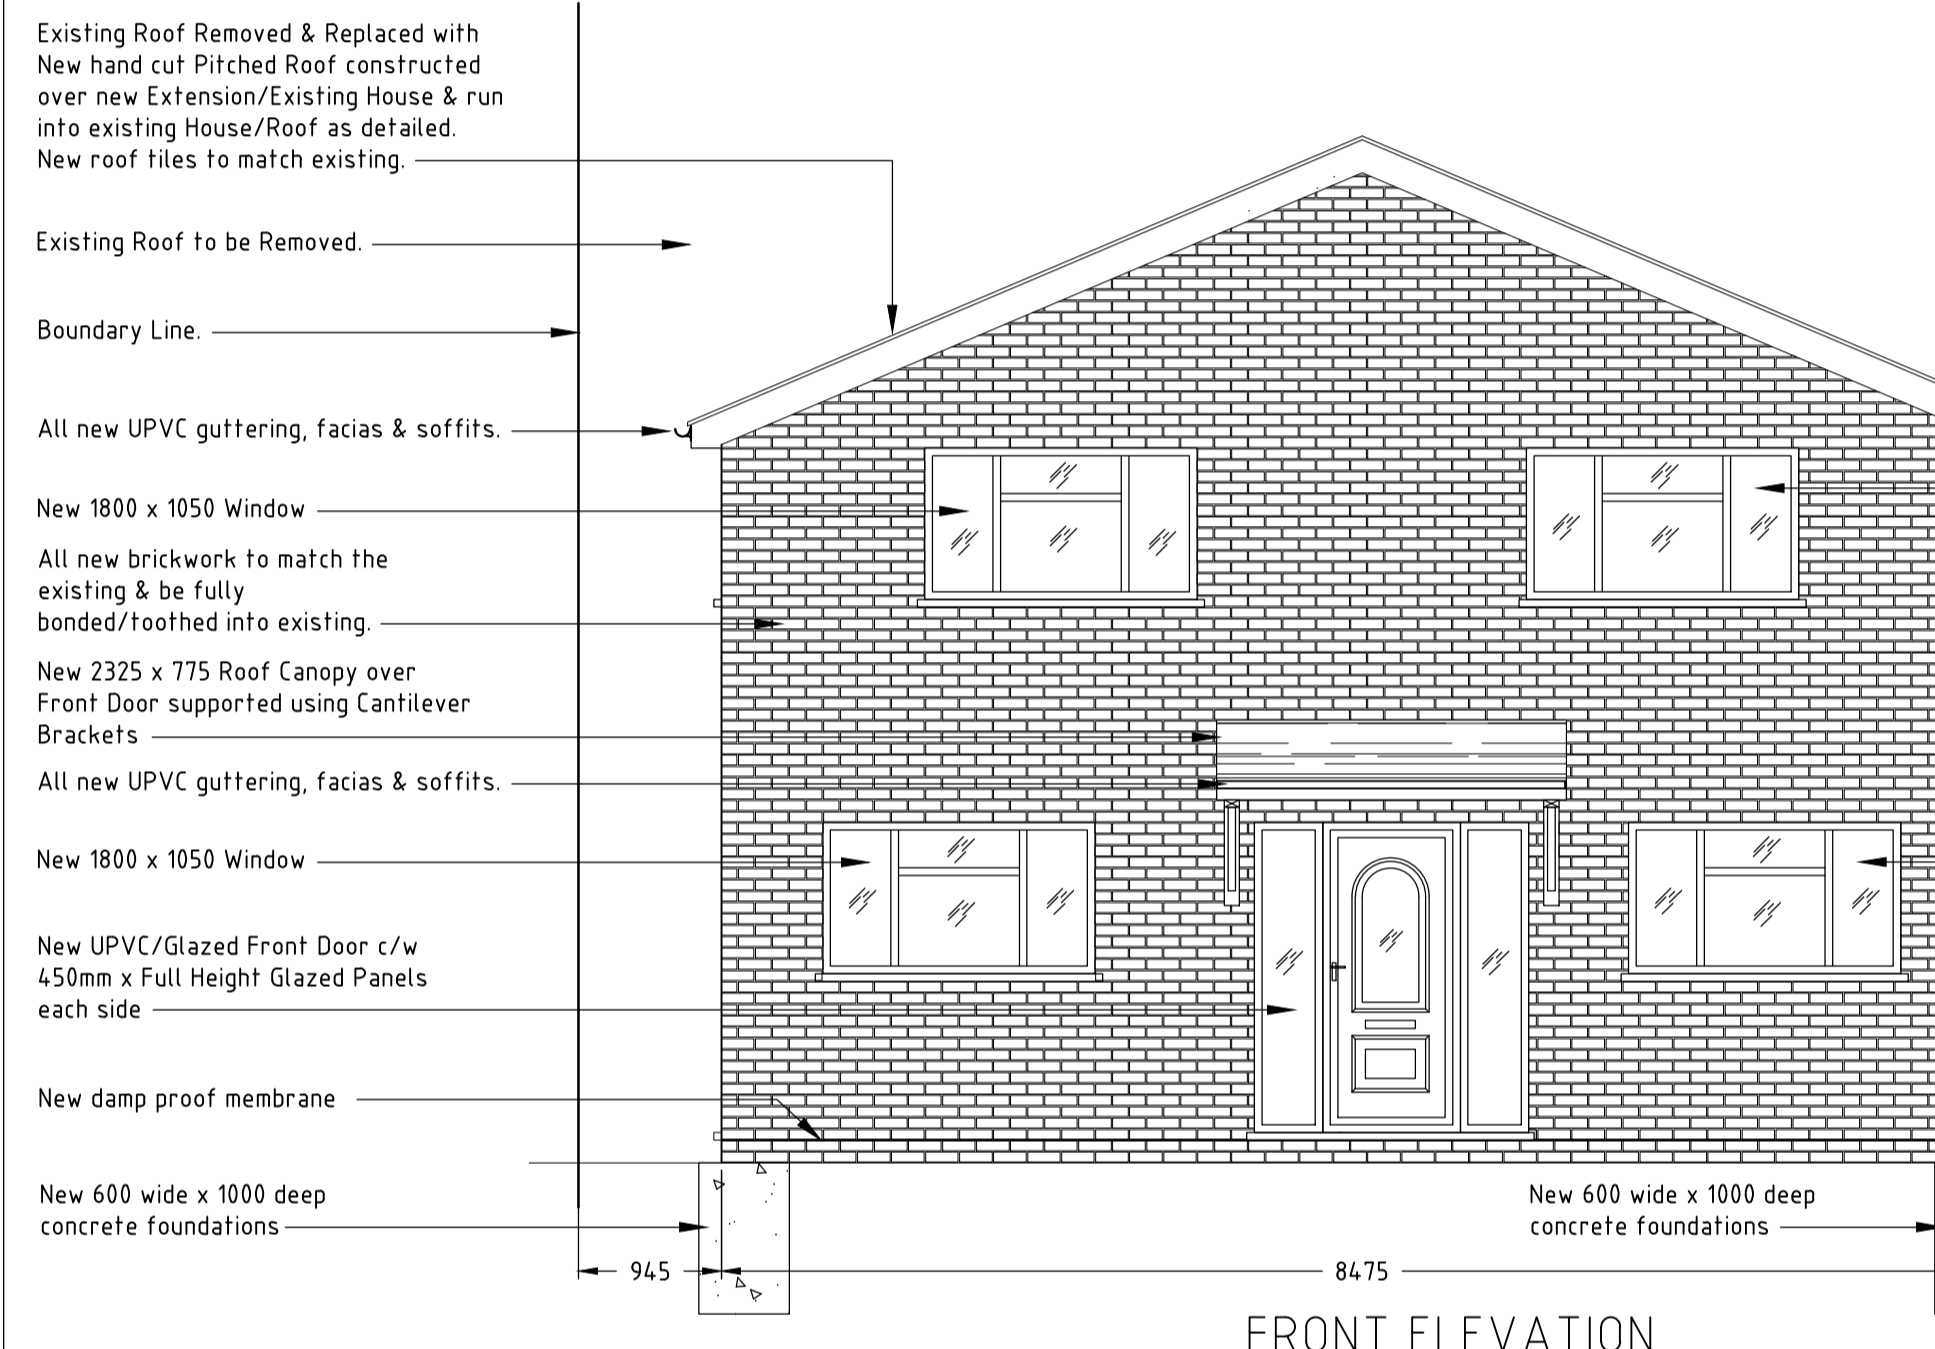 Existing Roof Removed & Replaced with
New hand cut Pitched Roof constructed
over new Extension/Existing House & run
into existing House/Roof as detailed.
New roof tiles to match existing.
Existing Roof to be Removed.
Boundary Line.
All new UPVC guttering, facias & soffits.
New 1800 x 1050 Window
All new brickwork to match the
existing & be fully
bonded/toothed into existing.
New 2325 x 775 Roof Canopy over
Front Door supported using Cantilever
Brackets
All new UPVC guttering, facias & soffits.
New 1800 x 1050 Window
New UPVC/Glazed Front Door c/w
450mm x Full Height Glazed Panels
each side
New damp proof membrane
New 600 wide x 1000 deep
concrete foundations
New 600 wide x 1000 deep
concrete foundations
945
8475
FRONT ELEVATION